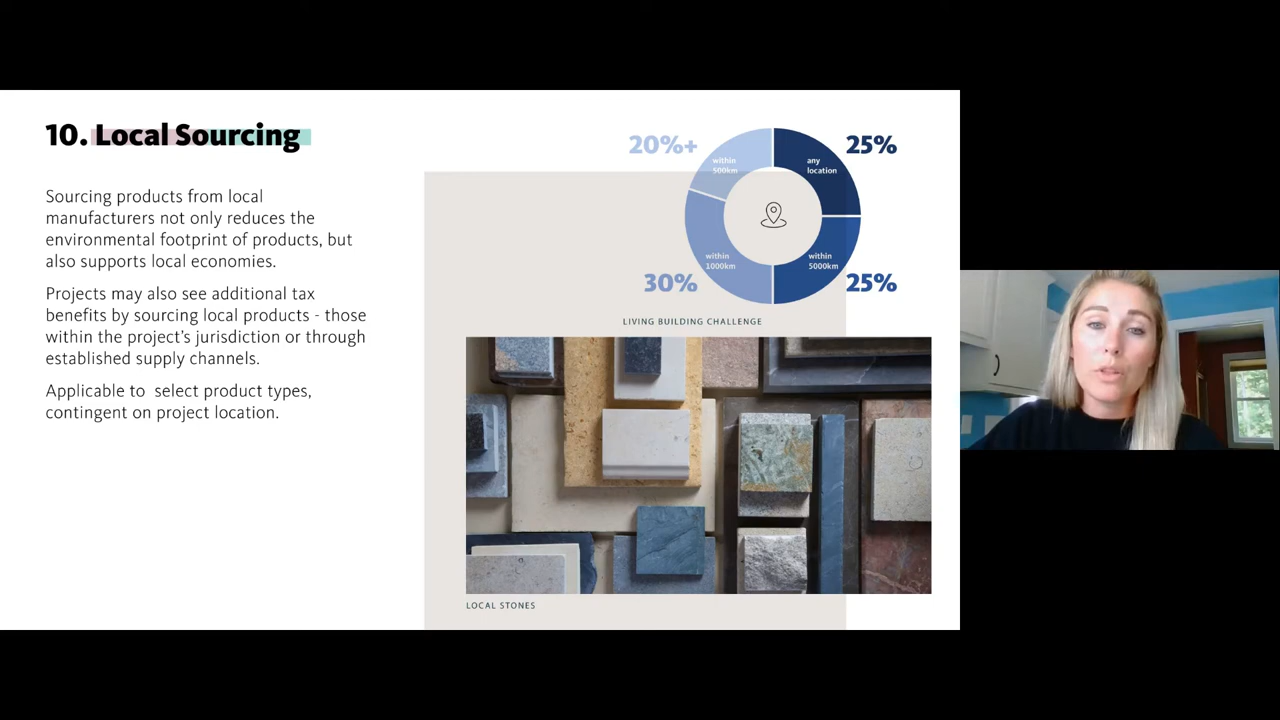 10. Local Sourcing
Sourcing products from local
manufacturers not only reduces the
environmental footprint of products, but
also supports local economies.
Projects may also see additional tax
benefits by sourcing local products - those
within the project's jurisdiction or through
established supply channels.
Applicable to  select product types,
contingent on project location.
20%+
within
500km
25%
any
location
30%
within
1000km
25%
within
5000km
LIVING BUILDING CHALLENGE
LOCAL STONES